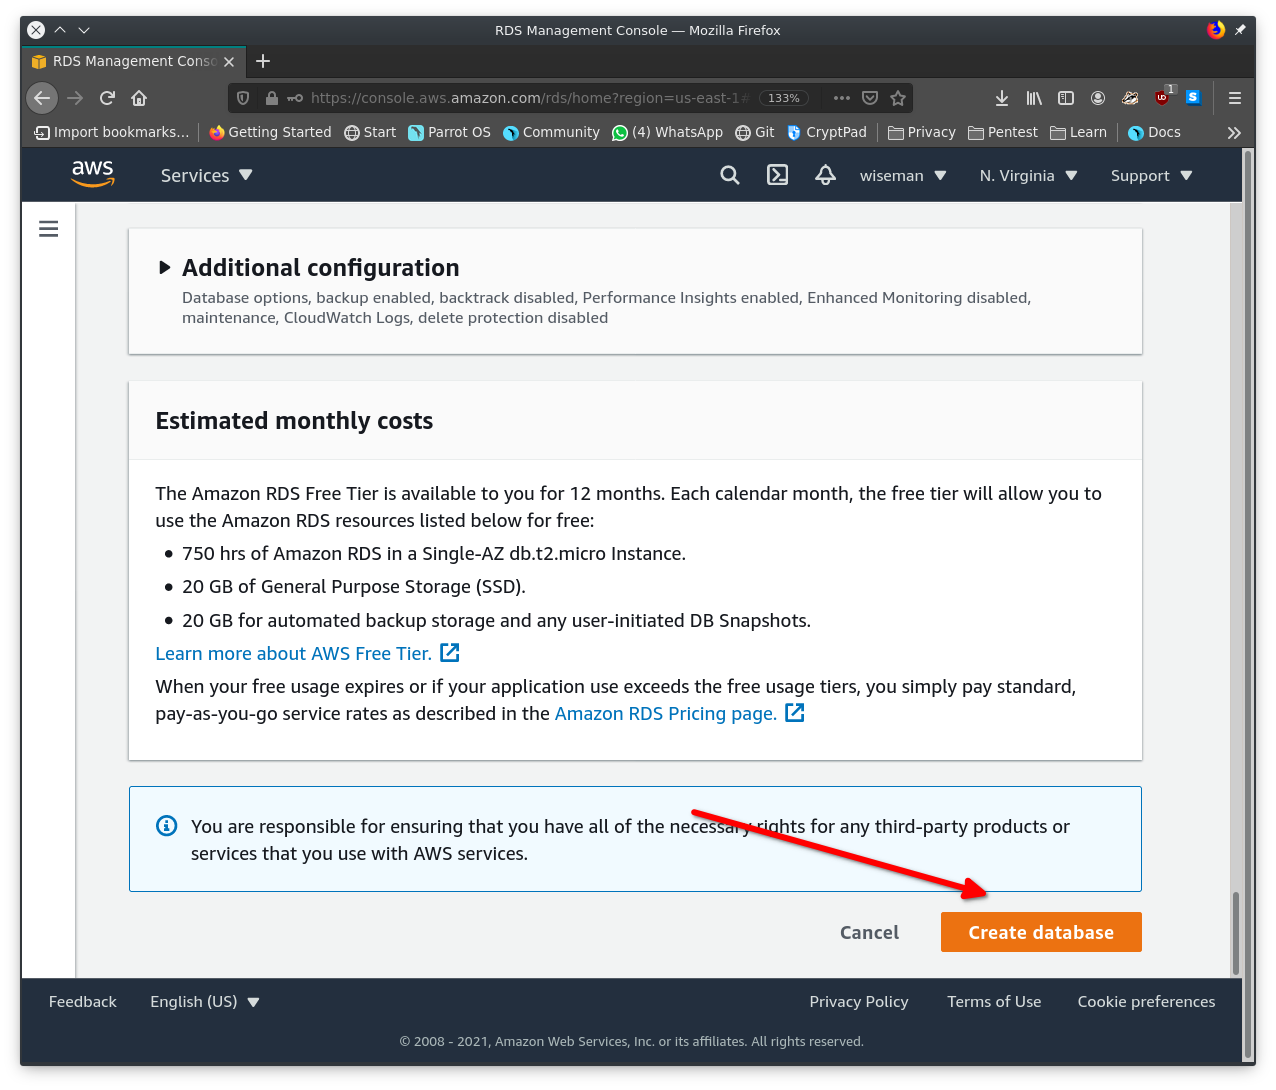 RDS Management Console — Mozilla Firefox
RDS Management Conso
https://console.aws.amazon.com/rds/home?region=us-east-1# 133% 1 S
Import bookmarks... Getting Started Start Parrot OS Community (4) WhatsApp Git CryptPad Privacy Pentest Learn Docs
aws Services wiseman N. Virginia Support
Additional configuration
Database options, backup enabled, backtrack disabled, Performance Insights enabled, Enhanced Monitoring disabled,
maintenance, CloudWatch Logs, delete protection disabled
Estimated monthly costs
The Amazon RDS Free Tier is available to you for 12 months. Each calendar month, the free tier will allow you to
use the Amazon RDS resources listed below for free:
• 750 hrs of Amazon RDS in a Single-AZ db.t2.micro Instance.
• 20 GB of General Purpose Storage (SSD).
• 20 GB for automated backup storage and any user-initiated DB Snapshots.
Learn more about AWS Free Tier.
When your free usage expires or if your application use exceeds the free usage tiers, you simply pay standard,
pay-as-you-go service rates as described in the Amazon RDS Pricing page.
You are responsible for ensuring that you have all of the necessary rights for any third-party products or
services that you use with AWS services.
Cancel Create database
Feedback English (US) Privacy Policy Terms of Use Cookie preferences
© 2008 - 2021, Amazon Web Services, Inc. or its affiliates. All rights reserved.